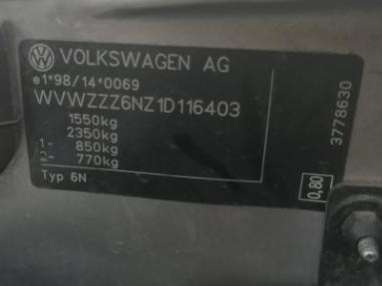 VOLKSWAGEN AG
e1*98/14*0069
WVWZZZ6NZ1D116403
1550kg
2350kg
1- 850kg
2- 770kg
Typ 6N
3778630
0,80